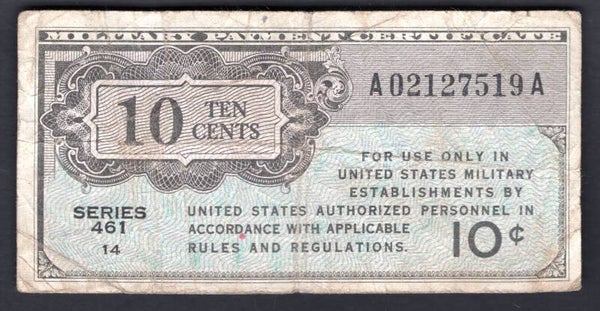 MILITARY PAYMENT CERTIFICATE
A02127519A
10 TEN CENTS
FOR USE ONLY IN
UNITED STATES MILITARY
ESTABLISHMENTS BY
UNITED STATES AUTHORIZED PERSONNEL IN
ACCORDANCE WITH APPLICABLE
RULES AND REGULATIONS.
SERIES
461
14
10¢